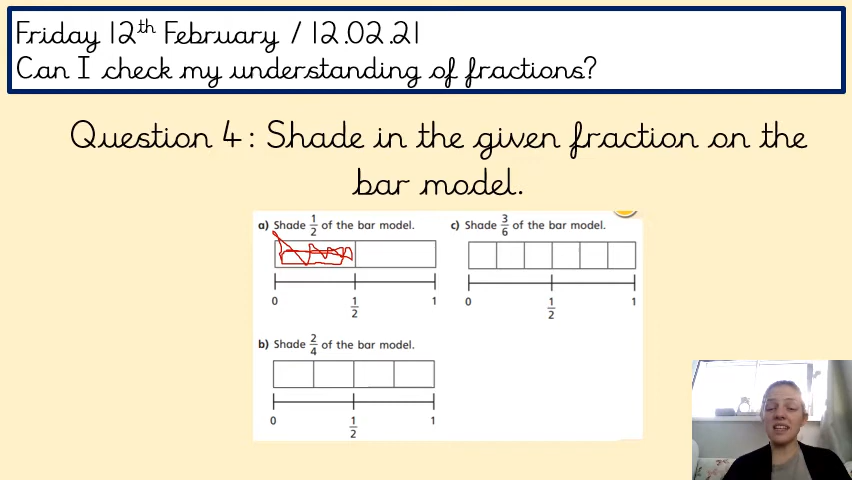 Friday 12th February / 12.02.21
Can I check my understanding of fractions?
Question 4: Shade in the given fraction on the
bar model.
a) Shade 1/2 of the bar model.
0 1/2 1
b) Shade 2/4 of the bar model.
0 1/2 1
c) Shade 3/6 of the bar model.
0 1/2 1